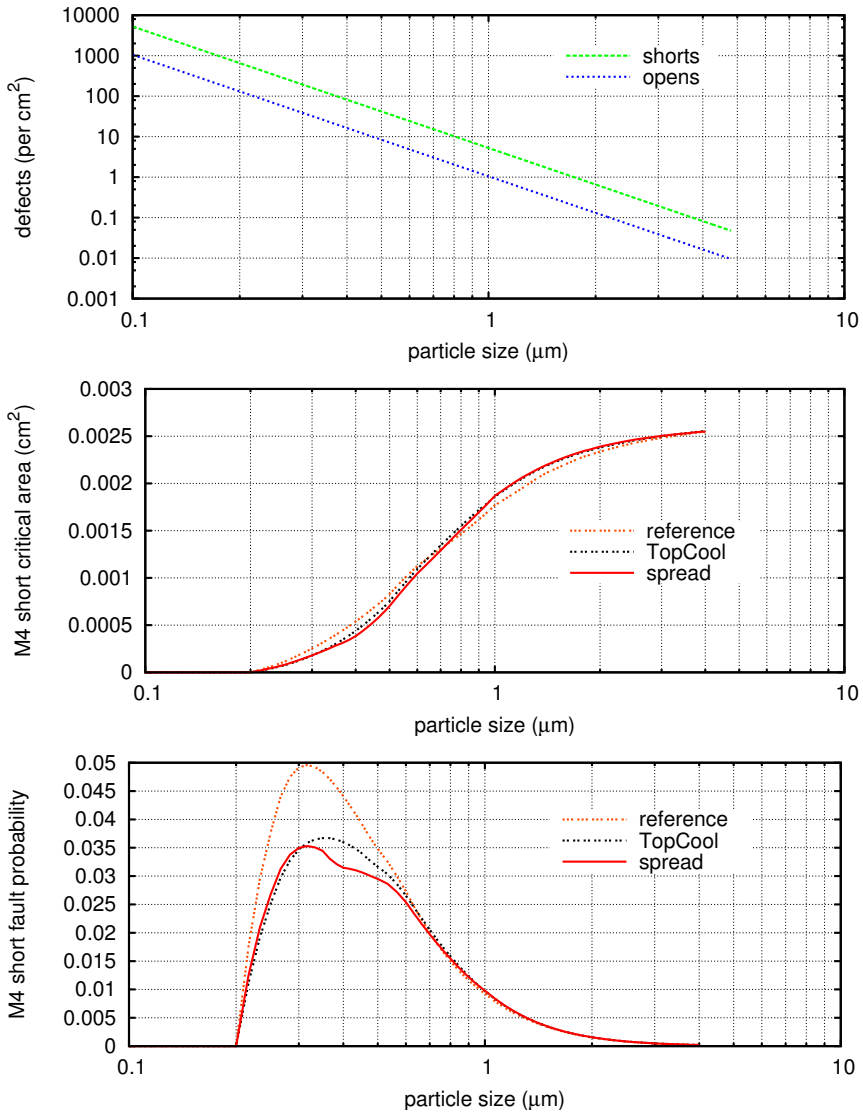 10000
1000
100
10
1
0.1
0.01
0.001
defects (per cm²)
shorts
opens
0.1
1
10
particle size (μm)
0.003
0.0025
0.002
0.0015
0.001
0.0005
0
M4 short critical area (cm²)
reference
TopCool
spread
0.1
1
10
particle size (μm)
0.05
0.045
0.04
0.035
0.03
0.025
0.02
0.015
0.01
0.005
0
M4 short fault probability
reference
TopCool
spread
0.1
1
10
particle size (μm)